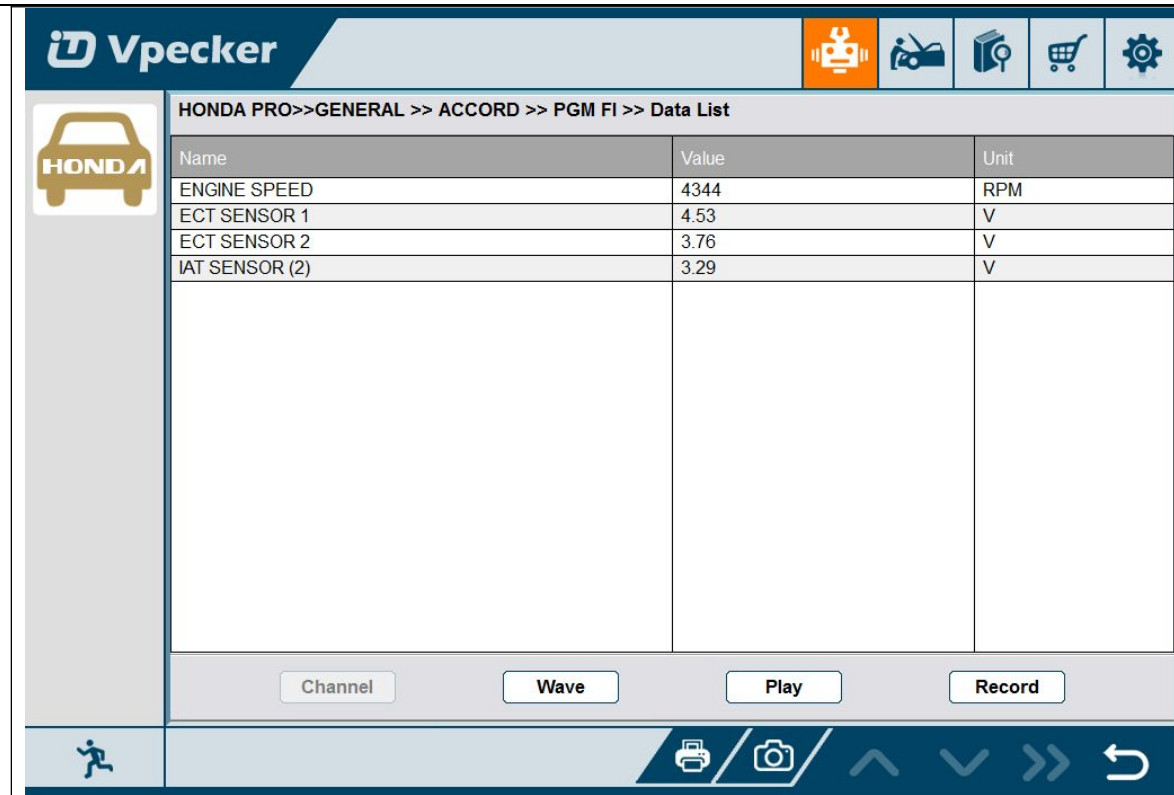 Vpecker
HONDA PRO>>GENERAL >> ACCORD >> PGM FI >> Data List
HONDA
Name Value Unit
ENGINE SPEED 4344 RPM
ECT SENSOR 1 4.53 V
ECT SENSOR 2 3.76 V
IAT SENSOR (2) 3.29 V
Channel Wave Play Record